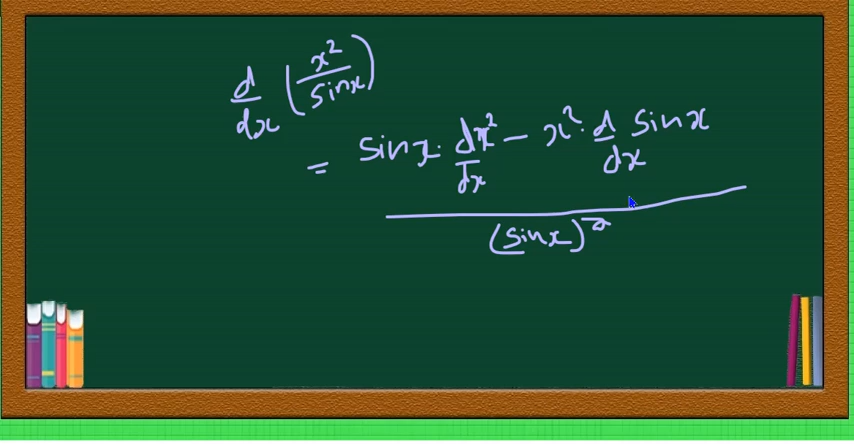 d/dx (x²/sinx)
= (sinx · dx²/dx − x² · d/dx sinx) / (sinx)²